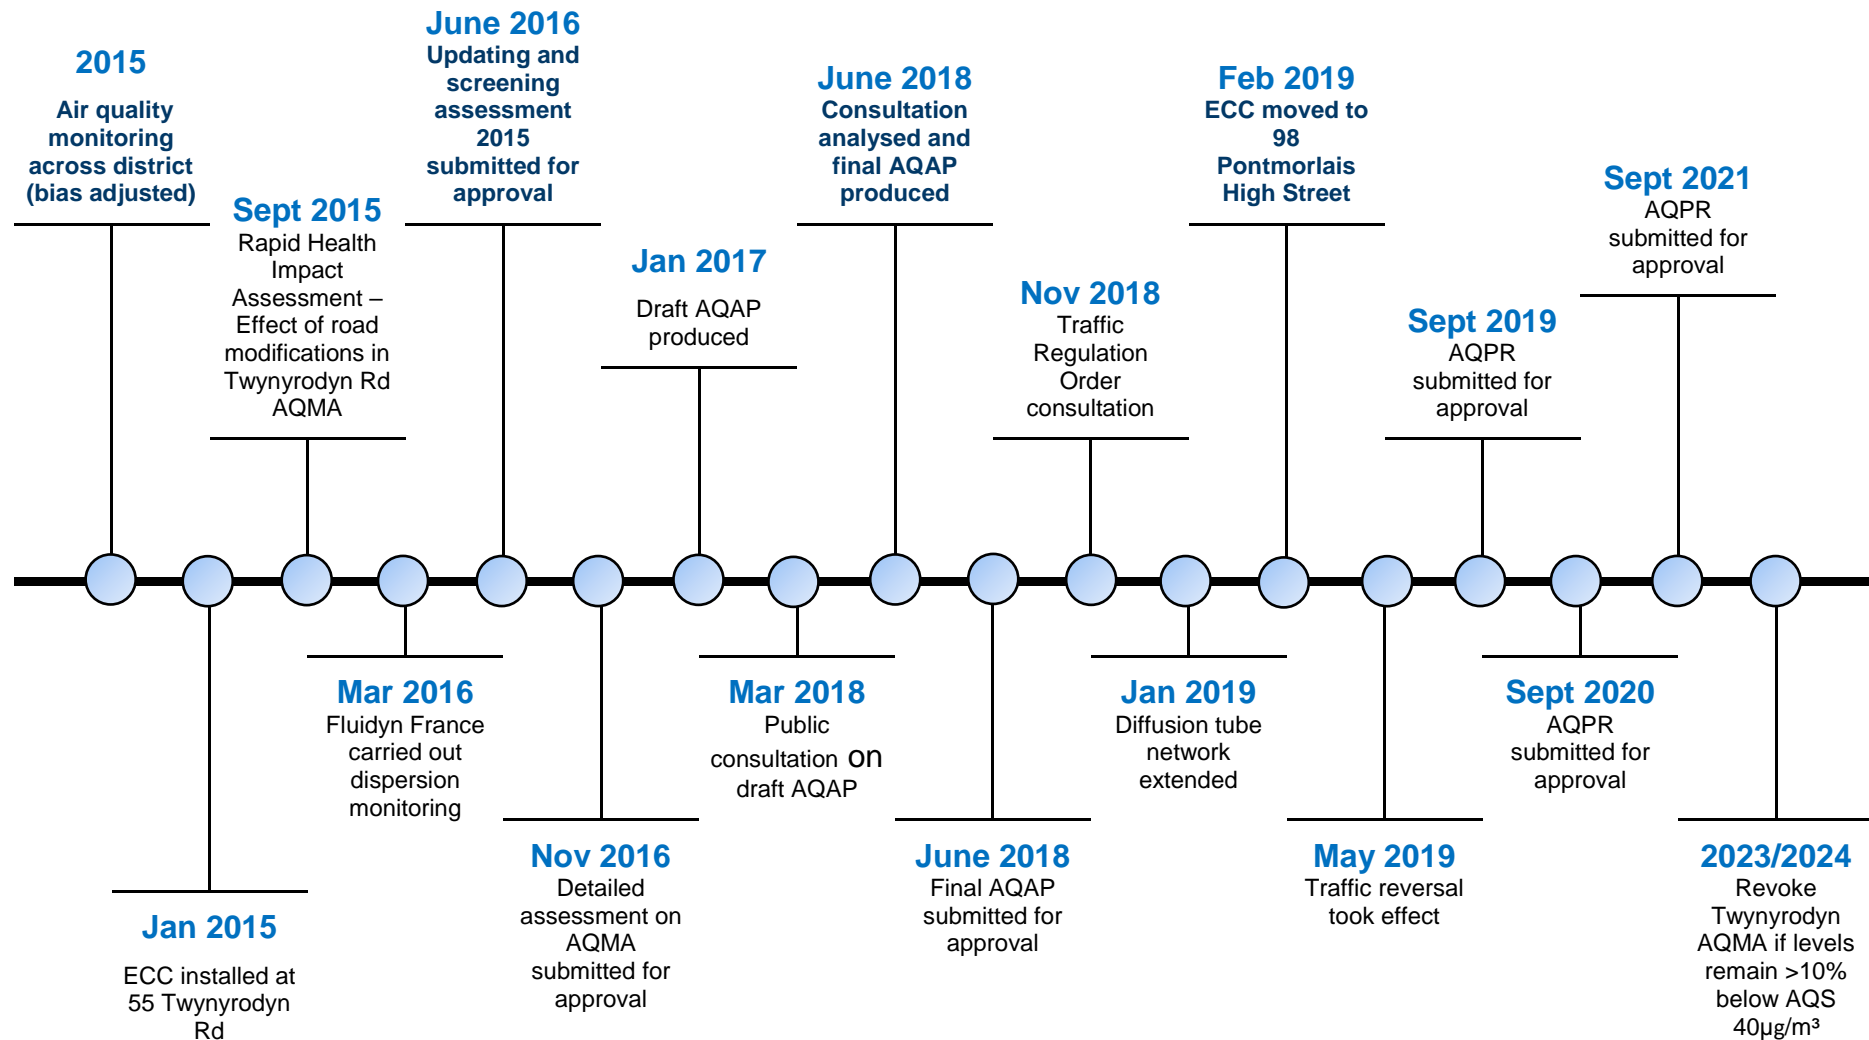 2015
Air quality
monitoring
across district
(bias adjusted)
Jan 2015
ECC installed at
55 Twynyrodyn
Rd
Sept 2015
Rapid Health
Impact
Assessment –
Effect of road
modifications in
Twynyrodyn Rd
AQMA
Mar 2016
Fluidyn France
carried out
dispersion
monitoring
June 2016
Updating and
screening
assessment
2015
submitted for
approval
Nov 2016
Detailed
assessment on
AQMA
submitted for
approval
Jan 2017
Draft AQAP
produced
Mar 2018
Public
consultation on
draft AQAP
June 2018
Consultation
analysed and
final AQAP
produced
June 2018
Final AQAP
submitted for
approval
Nov 2018
Traffic
Regulation
Order
consultation
Jan 2019
Diffusion tube
network
extended
Feb 2019
ECC moved to
98
Pontmorlais
High Street
May 2019
Traffic reversal
took effect
Sept 2019
AQPR
submitted for
approval
Sept 2020
AQPR
submitted for
approval
Sept 2021
AQPR
submitted for
approval
2023/2024
Revoke
Twynyrodyn
AQMA if levels
remain >10%
below AQS
40µg/m³